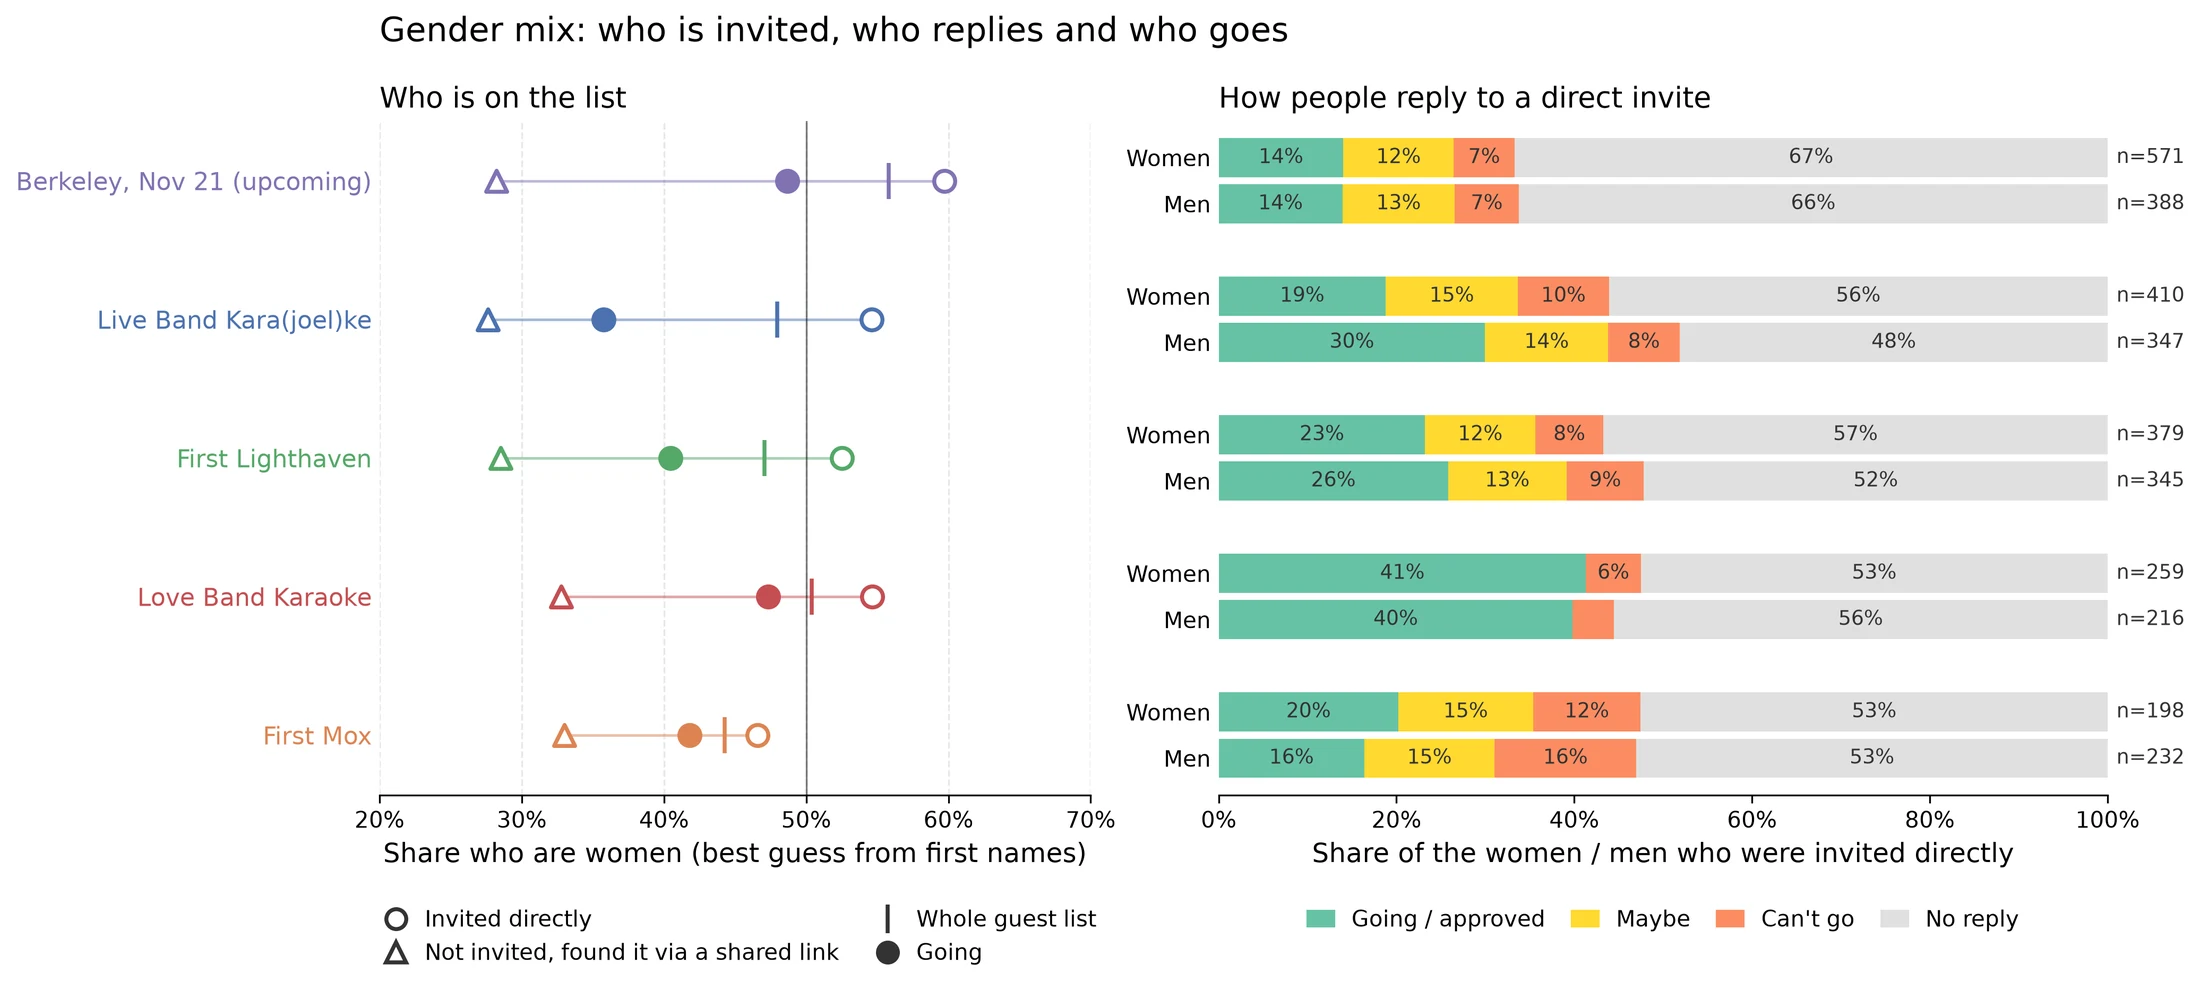 Gender mix: who is invited, who replies and who goes
Who is on the list
Berkeley, Nov 21 (upcoming)
Live Band Kara(joel)ke
First Lighthaven
Love Band Karaoke
First Mox
20% 30% 40% 50% 60% 70%
Share who are women (best guess from first names)
Invited directly
Not invited, found it via a shared link
Whole guest list
Going
How people reply to a direct invite
Women 14% 12% 7% 67% n=571
Men 14% 13% 7% 66% n=388
Women 19% 15% 10% 56% n=410
Men 30% 14% 8% 48% n=347
Women 23% 12% 8% 57% n=379
Men 26% 13% 9% 52% n=345
Women 41% 6% 53% n=259
Men 40% 56% n=216
Women 20% 15% 12% 53% n=198
Men 16% 15% 16% 53% n=232
0% 20% 40% 60% 80% 100%
Share of the women / men who were invited directly
Going / approved Maybe Can't go No reply